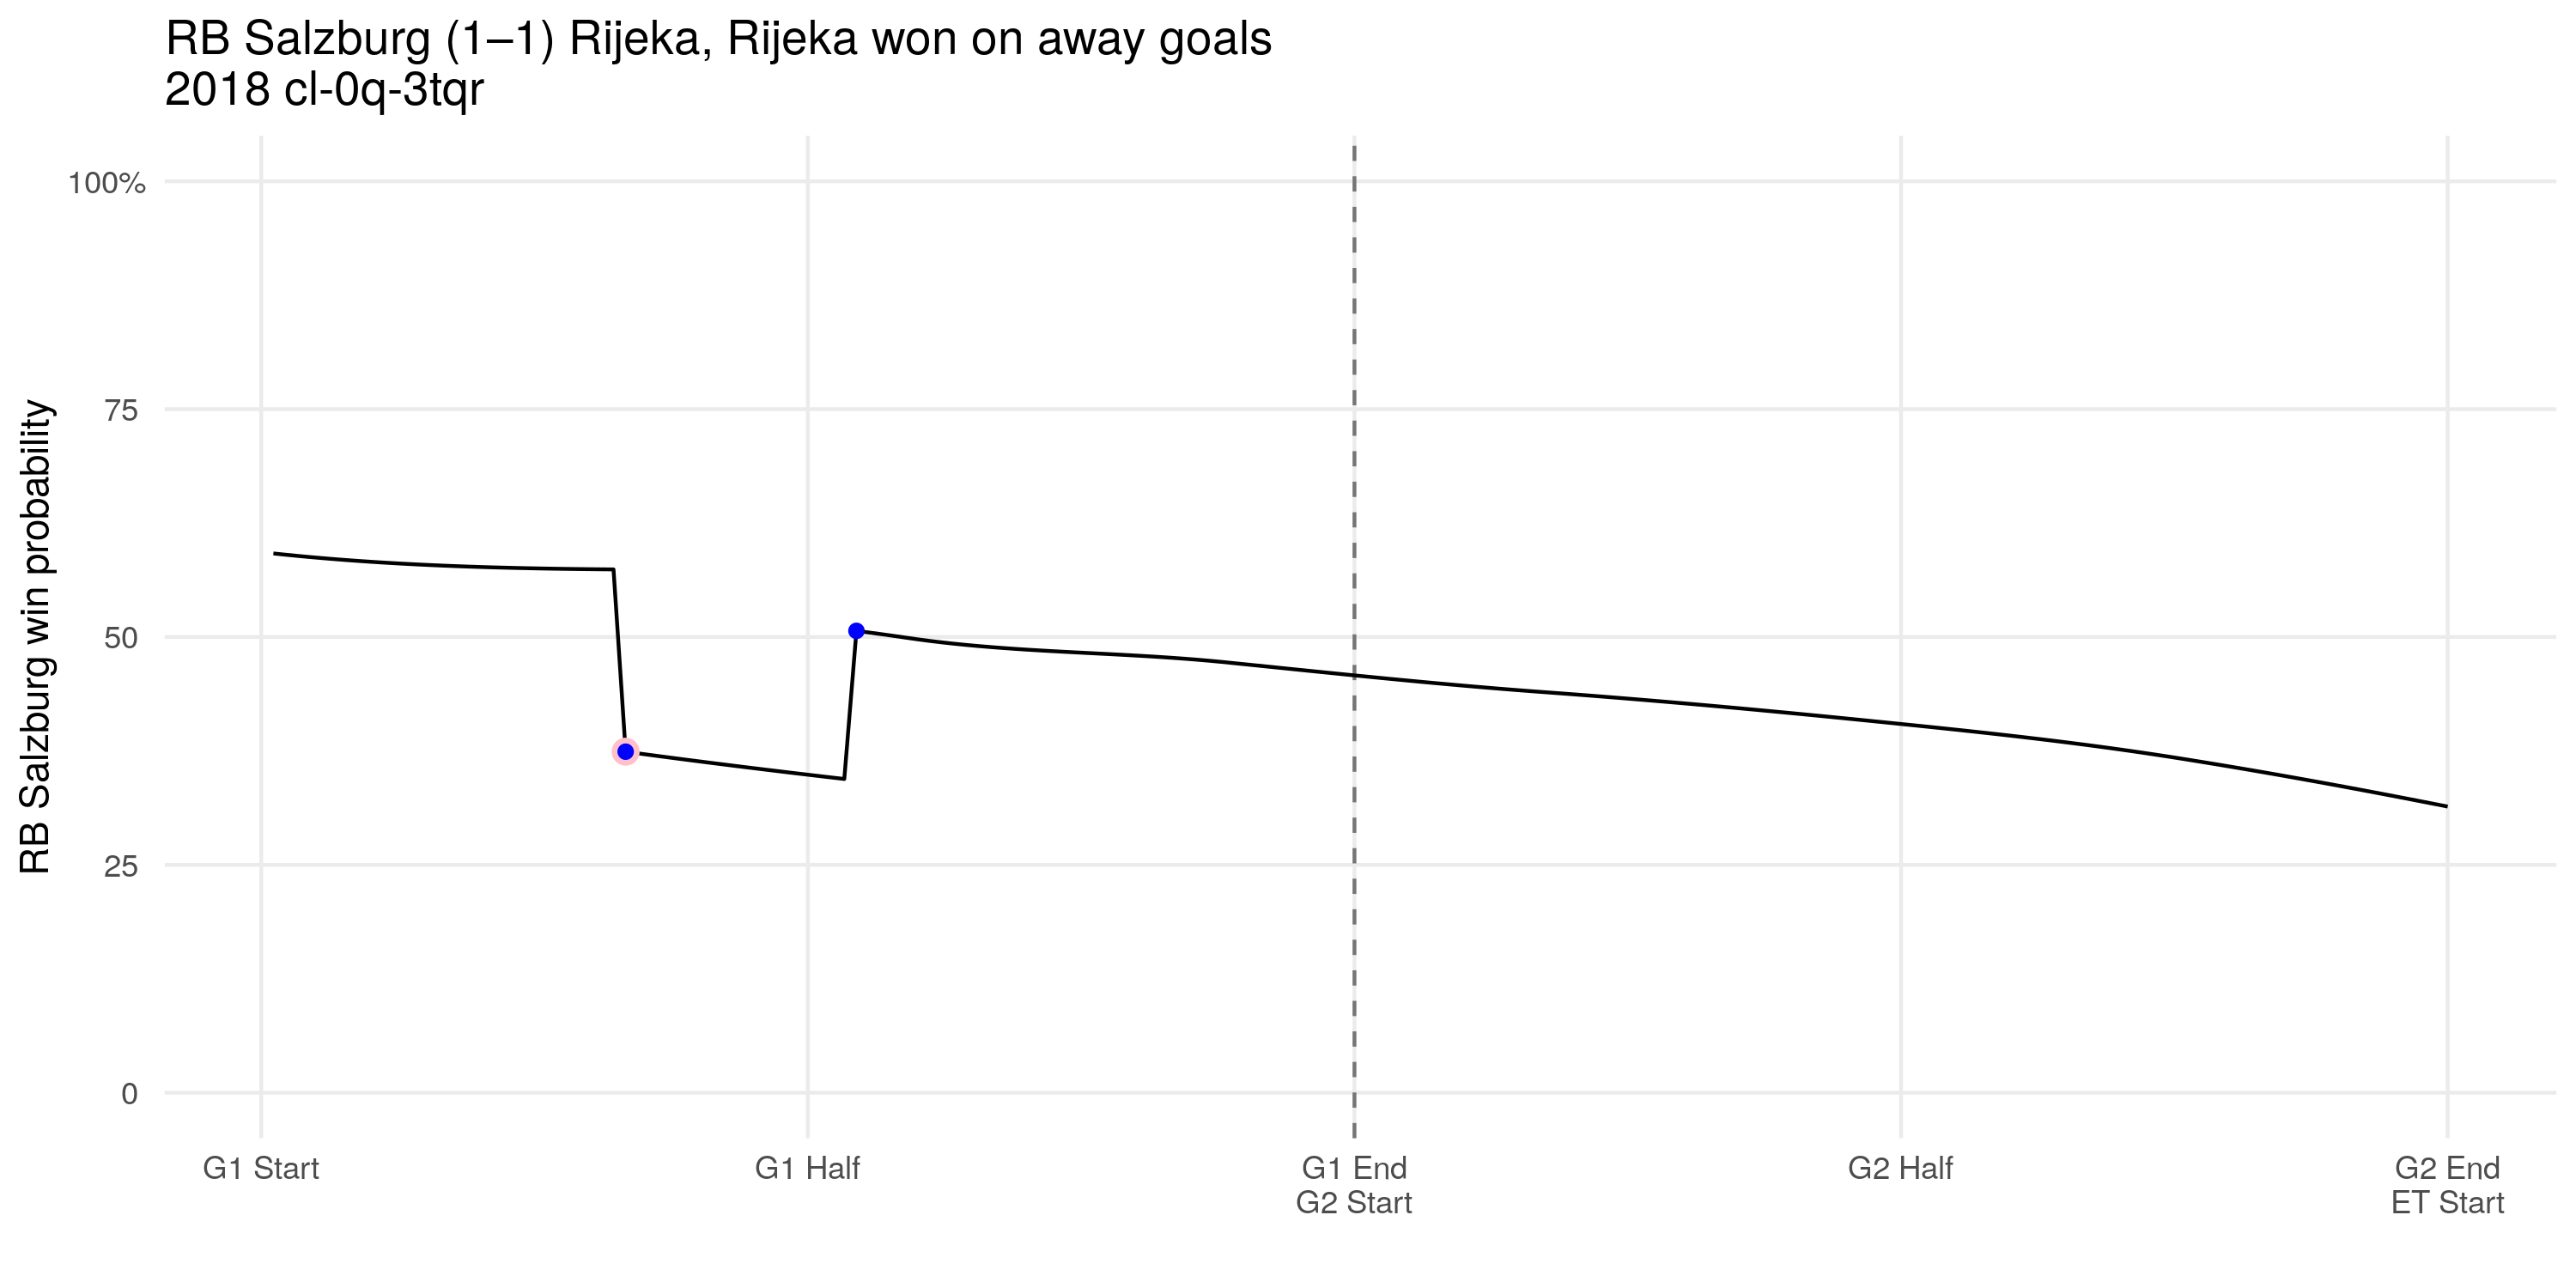 RB Salzburg (1–1) Rijeka, Rijeka won on away goals
2018 cl-0q-3tqr
RB Salzburg win probability
100%
75
50
25
0
G1 Start
G1 Half
G1 End
G2 Start
G2 Half
G2 End
ET Start